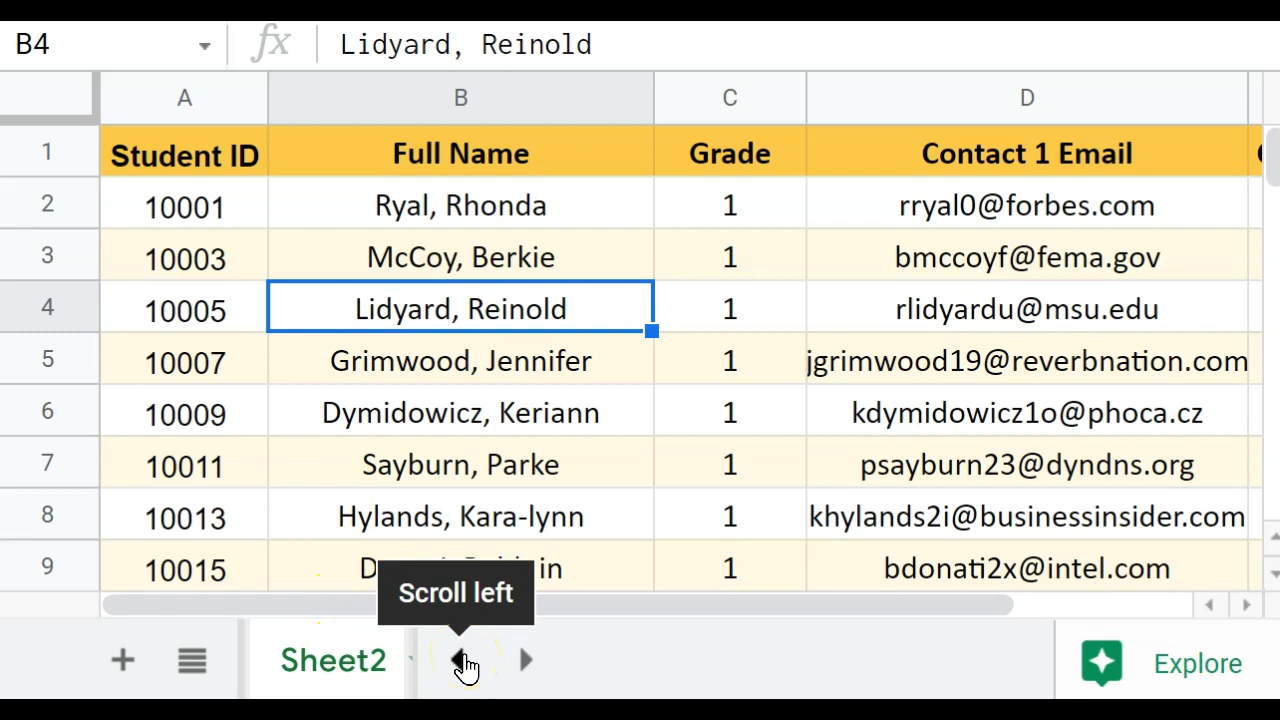 B4 fx Lidyard, Reinold
A B C D
1 Student ID Full Name Grade Contact 1 Email
2 10001 Ryal, Rhonda 1 rryal0@forbes.com
3 10003 McCoy, Berkie 1 bmccoyf@fema.gov
4 10005 Lidyard, Reinold 1 rlidyardu@msu.edu
5 10007 Grimwood, Jennifer 1 jgrimwood19@reverbnation.com
6 10009 Dymidowicz, Keriann 1 kdymidowicz1o@phoca.cz
7 10011 Sayburn, Parke 1 psayburn23@dyndns.org
8 10013 Hylands, Kara-lynn 1 khylands2i@businessinsider.com
9 10015 1 bdonati2x@intel.com
Scroll left
Sheet2 Explore